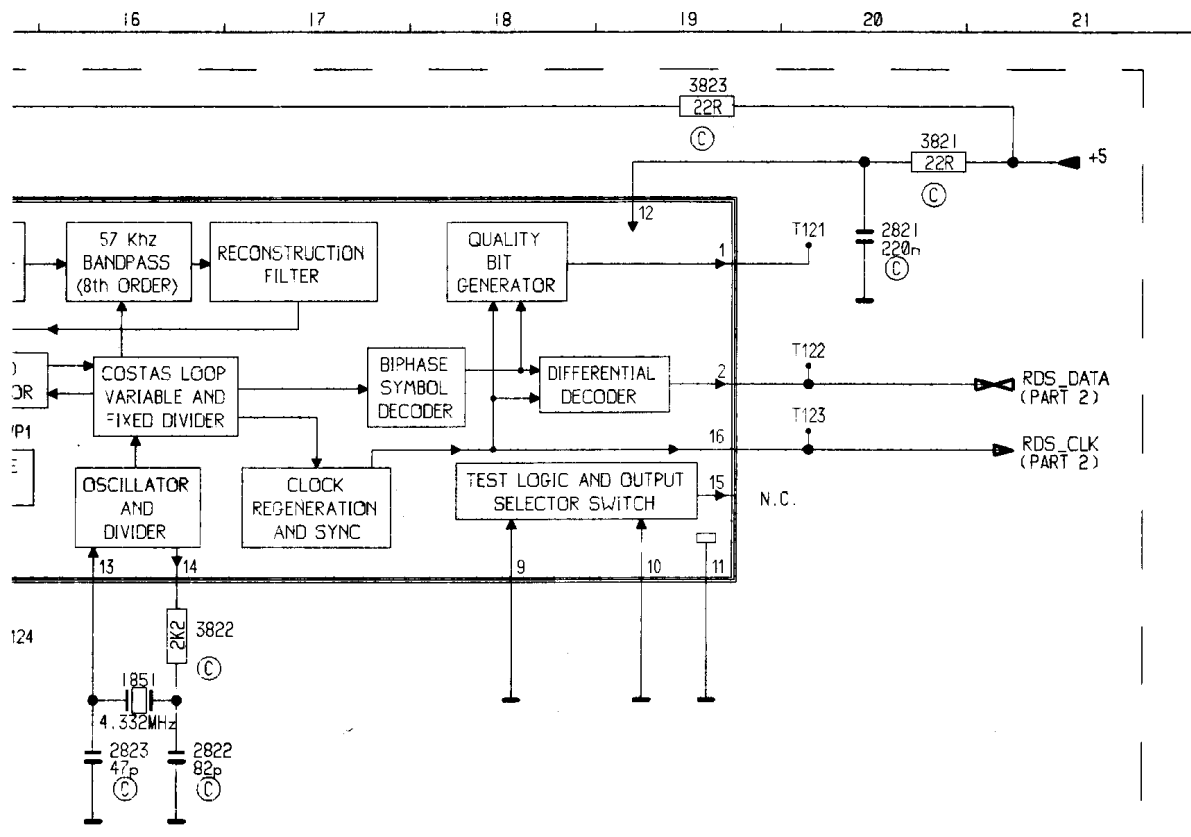 16 17 18 19 20 21
3823
22R
C
3821
22R
C
+5
12
57 Khz
BANDPASS
(8th ORDER)
RECONSTRUCTION
FILTER
QUALITY
BIT
GENERATOR
1
T121
2821
220n
C
COSTAS LOOP
VARIABLE AND
FIXED DIVIDER
BIPHASE
SYMBOL
DECODER
DIFFERENTIAL
DECODER
2
T122
RDS_DATA
(PART 2)
T123
16
RDS_CLK
(PART 2)
OR
VP1
E
OSCILLATOR
AND
DIVIDER
CLOCK
REGENERATION
AND SYNC
TEST LOGIC AND OUTPUT
SELECTOR SWITCH
15
N.C.
13 14 9 10 11
124
2K2
3822
C
1851
4.332MHz
2823
47p
C
2822
82p
C